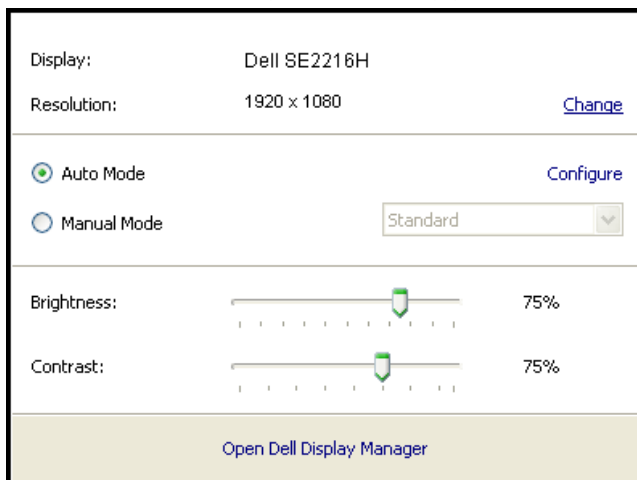 Display: Dell SE2216H
Resolution: 1920 x 1080 Change
Auto Mode Configure
Manual Mode Standard
Brightness: 75%
Contrast: 75%
Open Dell Display Manager